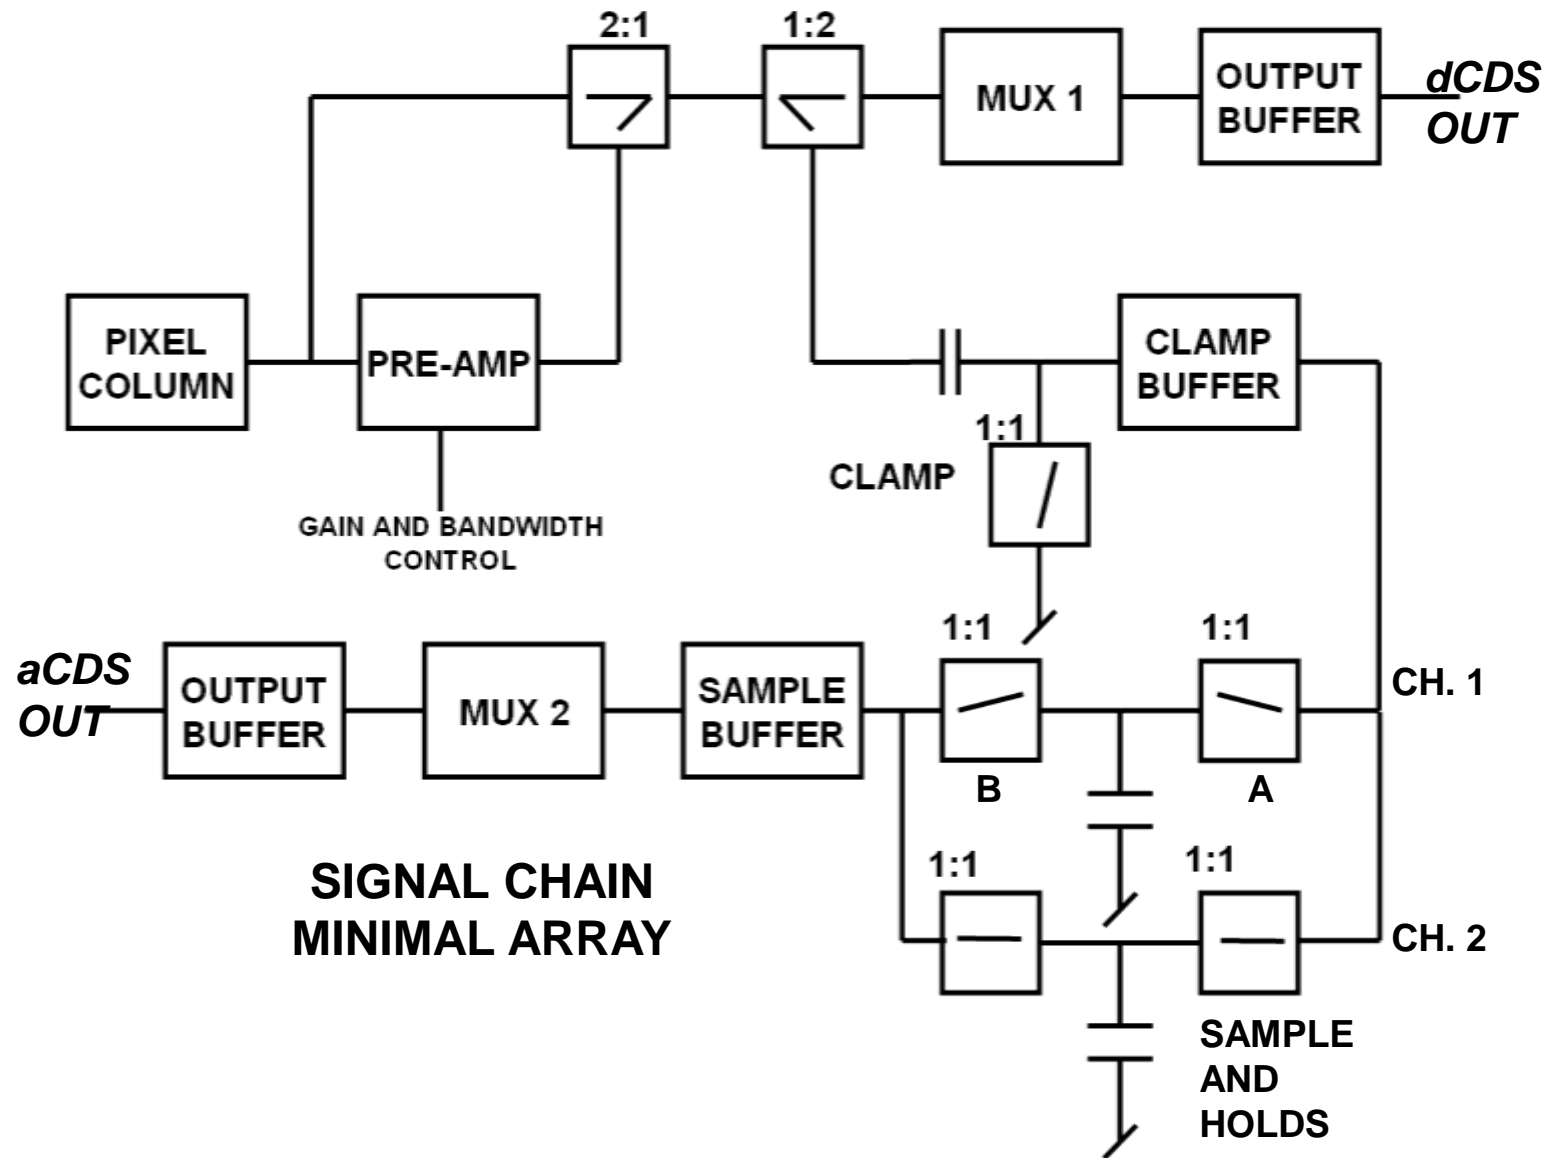 2:1
1:2
MUX 1
OUTPUT
BUFFER
dCDS
OUT
PIXEL
COLUMN
PRE-AMP
CLAMP
BUFFER
1:1
CLAMP
GAIN AND BANDWIDTH
CONTROL
1:1
1:1
aCDS
OUT
OUTPUT
BUFFER
MUX 2
SAMPLE
BUFFER
CH. 1
B
A
1:1
1:1
SIGNAL CHAIN
MINIMAL ARRAY
CH. 2
SAMPLE
AND
HOLDS